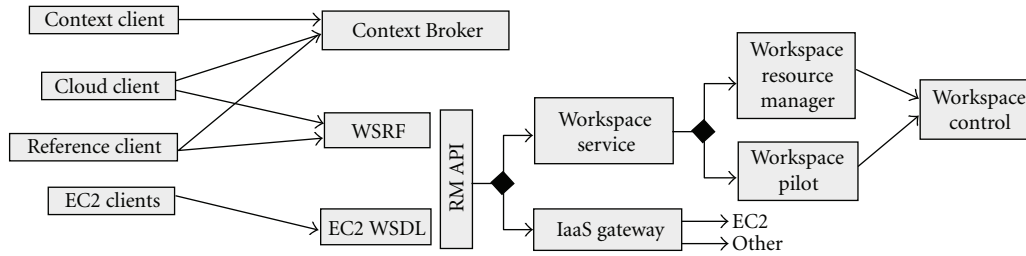 Context client
Cloud client
Reference client
EC2 clients
Context Broker
WSRF
EC2 WSDL
RM API
Workspace
service
IaaS gateway
Workspace
resource
manager
Workspace
pilot
EC2
Other
Workspace
control